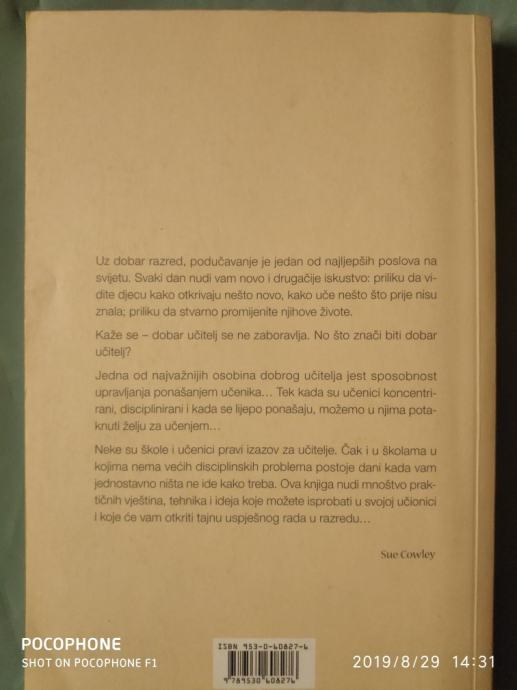 Uz dobar razred, podučavanje je jedan od najljepših poslova na
svijetu. Svaki dan nudi vam novo i drugačije iskustvo: priliku da vi-
dite djecu kako otkrivaju nešto novo, kako uče nešto što prije nisu
znala; priliku da stvarno promijenite njihove živote.
Kaže se – dobar učitelj se ne zaboravlja. No što znači biti dobar
učitelj?
Jedna od najvažnijih osobina dobrog učitelja jest sposobnost
upravljanja ponašanjem učenika… Tek kada su učenici koncentri-
rani, disciplinirani i kada se lijepo ponašaju, možemo u njima pota-
knuti želju za učenjem…
Neke su škole i učenici pravi izazov za učitelje. Čak i u školama u
kojima nema većih disciplinskih problema postoje dani kada vam
jednostavno ništa ne ide kako treba. Ova knjiga nudi mnoštvo prak-
tičnih vještina, tehnika i ideja koje možete isprobati u svojoj učionici
i koje će vam otkriti tajnu uspješnog rada u razredu…
Sue Cowley
ISBN 953-0-60827-6
9 789530 608276
POCOPHONE
SHOT ON POCOPHONE F1
2019/8/29 14:31